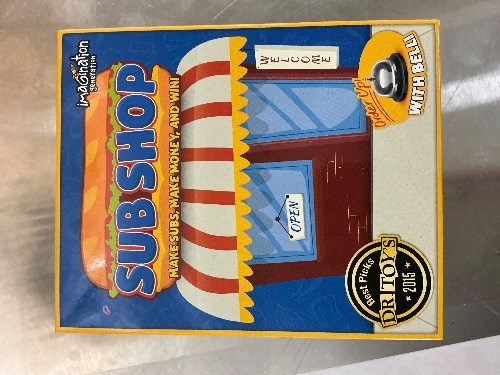 imagination
generation
SUB SHOP
MAKE SUBS, MAKE MONEY, AND WIN!
WELCOME
Order Up!
WITH BELL!
OPEN
Best Picks
DR TOY'S
2015